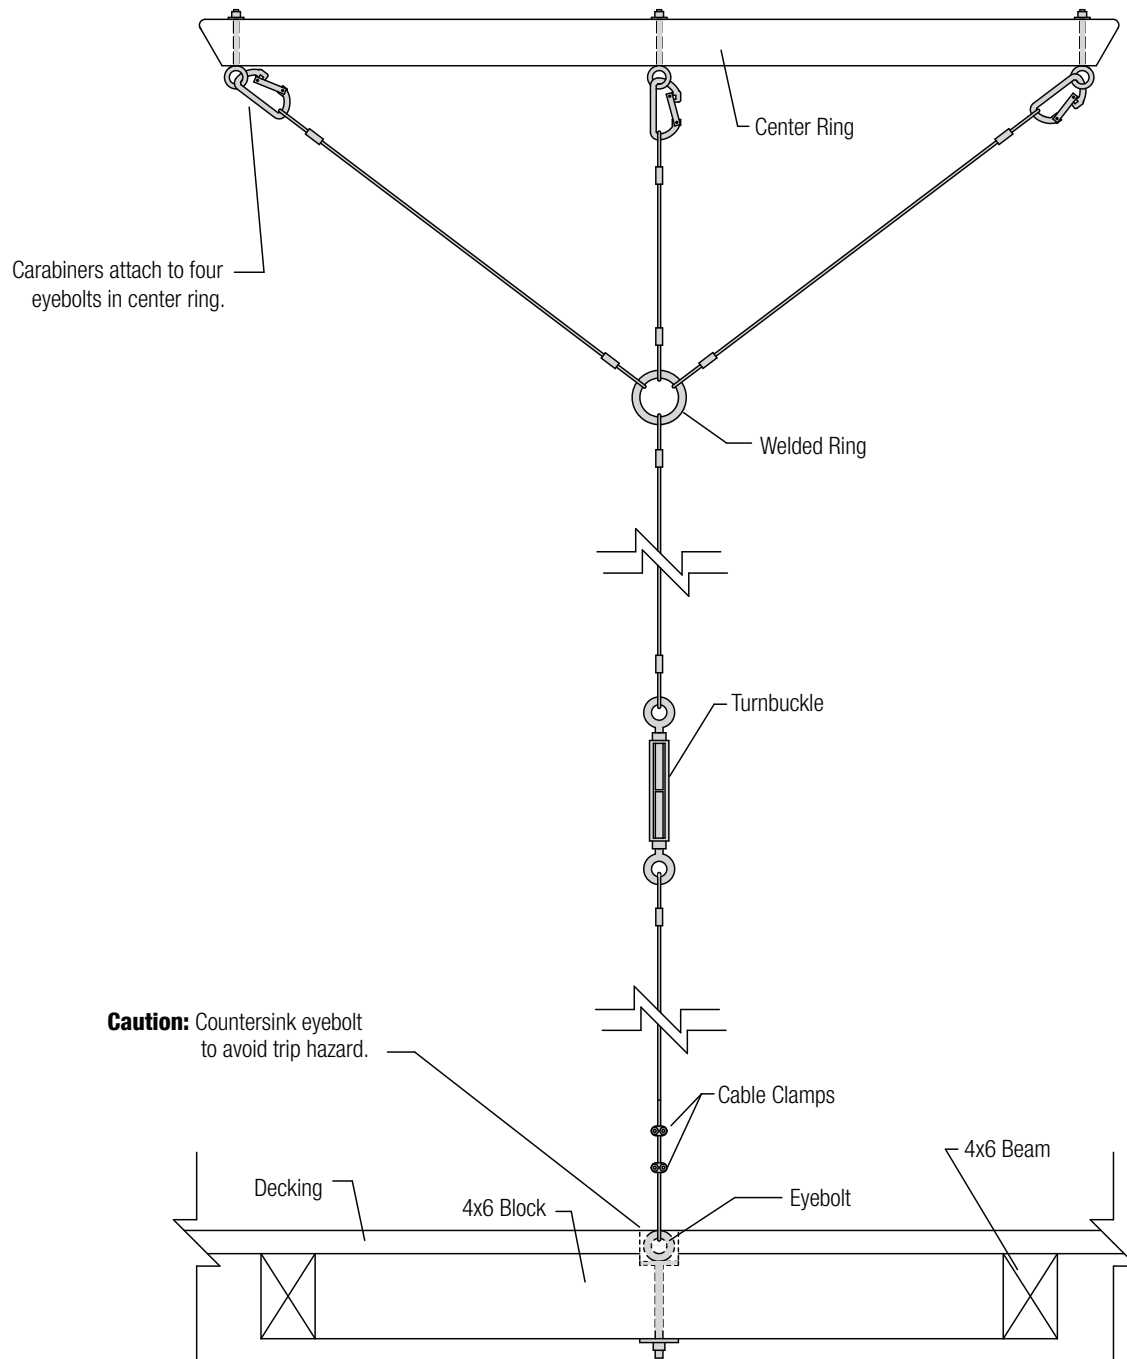 Center Ring
Carabiners attach to four
eyebolts in center ring.
Welded Ring
Turnbuckle
Caution: Countersink eyebolt
to avoid trip hazard.
Cable Clamps
4x6 Beam
Decking
4x6 Block
Eyebolt